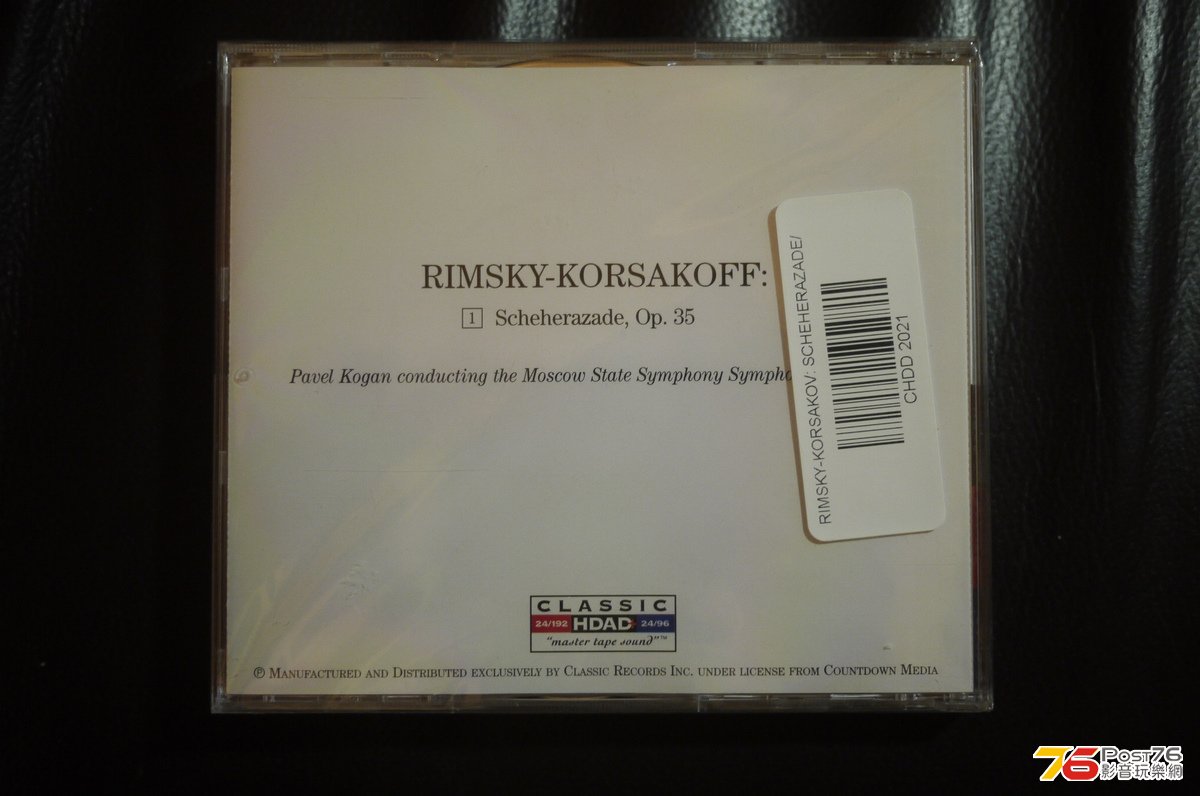 RIMSKY-KORSAKOFF:
1 Scheherazade, Op. 35
Pavel Kogan conducting the Moscow State Symphony
CLASSIC
24/192 HDAD 24/96
"master tape sound"™
℗ MANUFACTURED AND DISTRIBUTED EXCLUSIVELY BY CLASSIC RECORDS INC. UNDER LICENSE FROM COUNTDOWN MEDIA
RIMSKY-KORSAKOV: SCHEHERAZADE/
CHDD 2021
76 POST76
影音玩樂網